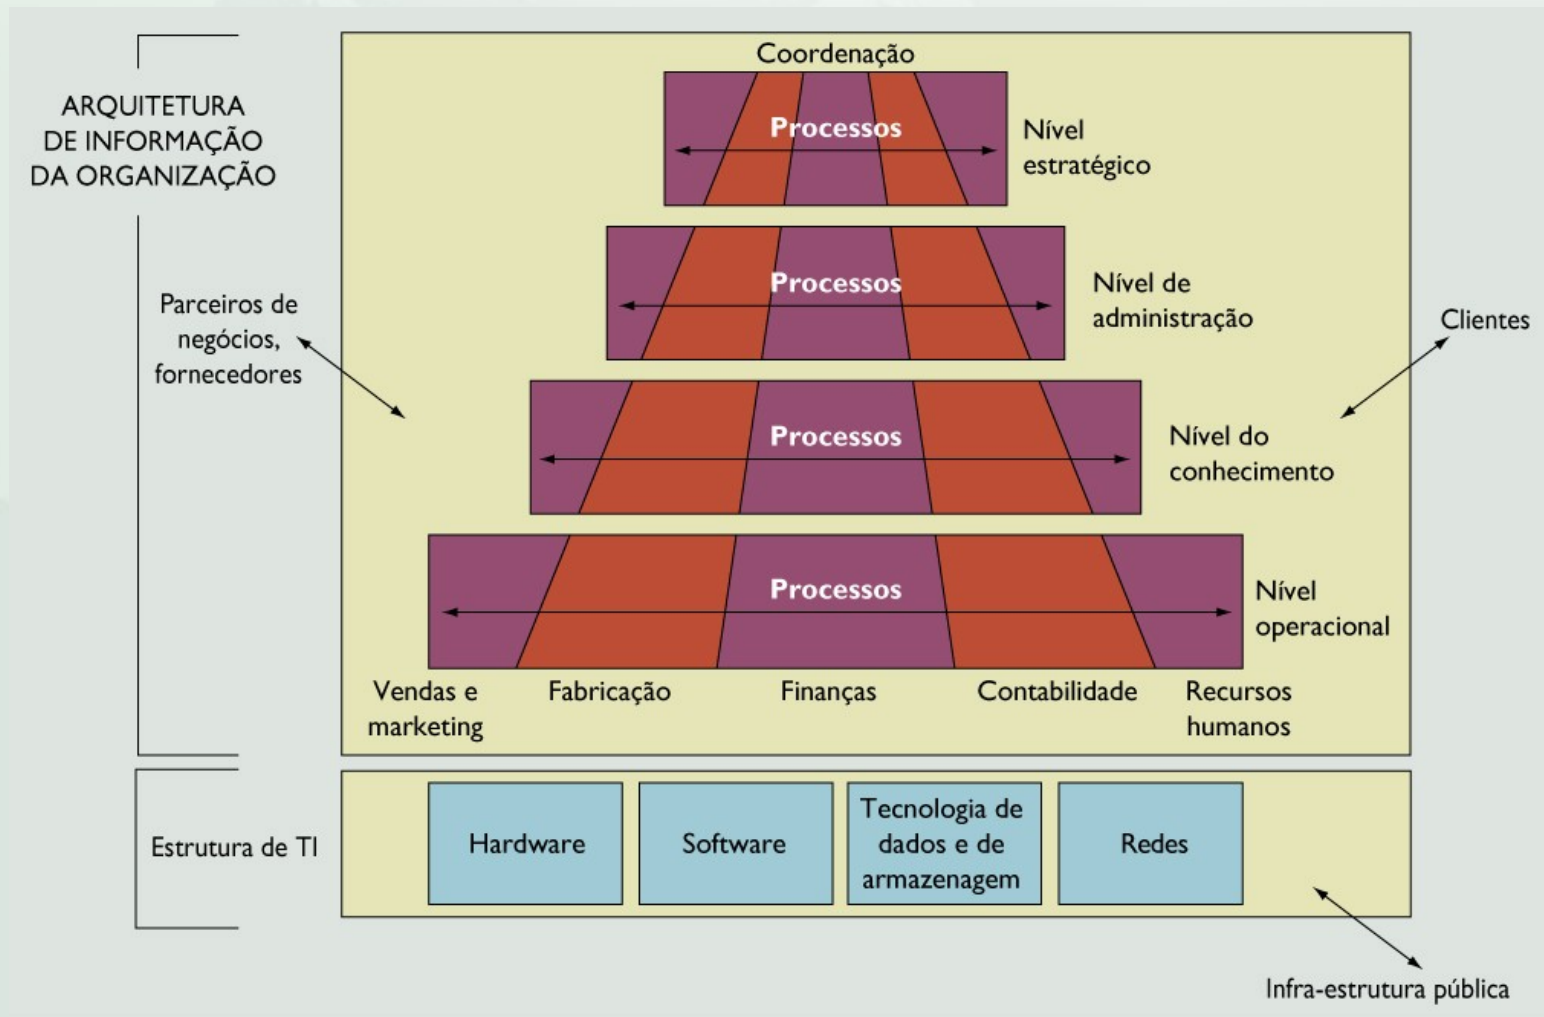 Coordenação
ARQUITETURA
DE INFORMAÇÃO
DA ORGANIZAÇÃO
Processos
Nível
estratégico
Processos
Nível de
administração
Parceiros de
negócios,
fornecedores
Clientes
Processos
Nível do
conhecimento
Processos
Nível
operacional
Vendas e
marketing
Fabricação
Finanças
Contabilidade
Recursos
humanos
Estrutura de TI
Hardware
Software
Tecnologia de
dados e de
armazenagem
Redes
Infra-estrutura pública